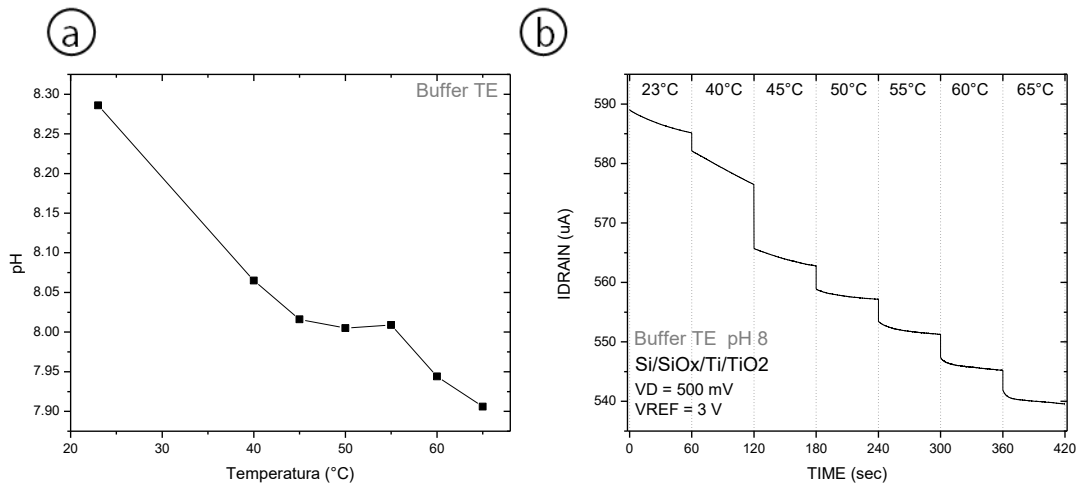 a
b
Buffer TE
8.30
8.25
8.20
8.15
8.10
8.05
8.00
7.95
7.90
pH
20 30 40 50 60
Temperatura (°C)
23°C 40°C 45°C 50°C 55°C 60°C 65°C
590
580
570
560
550
540
IDRAIN (uA)
Buffer TE pH 8
Si/SiOx/Ti/TiO2
VD = 500 mV
VREF = 3 V
0 60 120 180 240 300 360 420
TIME (sec)